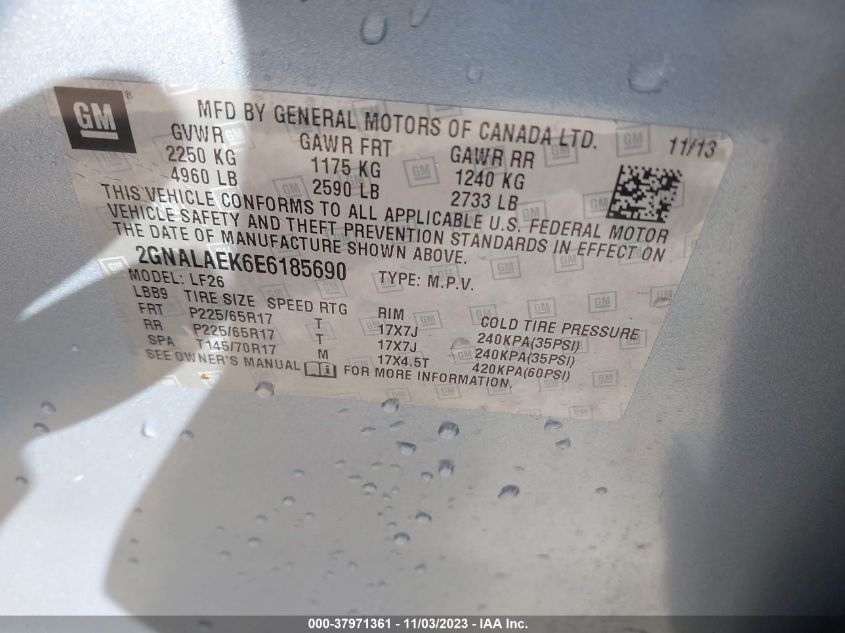 GM
MFD BY GENERAL MOTORS OF CANADA LTD. 11/13
GVWR GAWR FRT GAWR RR
2250 KG 1175 KG 1240 KG
4960 LB 2590 LB 2733 LB
THIS VEHICLE CONFORMS TO ALL APPLICABLE U.S. FEDERAL MOTOR
VEHICLE SAFETY AND THEFT PREVENTION STANDARDS IN EFFECT ON
THE DATE OF MANUFACTURE SHOWN ABOVE.
2GNALAEK6E6185690 TYPE: M.P.V.
MODEL: LF26
LBB9 TIRE SIZE SPEED RTG RIM COLD TIRE PRESSURE
FRT P225/65R17 T 17X7J 240KPA(35PSI)
RR P225/65R17 T 17X7J 240KPA(35PSI)
SPA T145/70R17 M 17X4.5T 420KPA(60PSI)
SEE OWNER'S MANUAL FOR MORE INFORMATION.
000-37971361 - 11/03/2023 - IAA Inc.